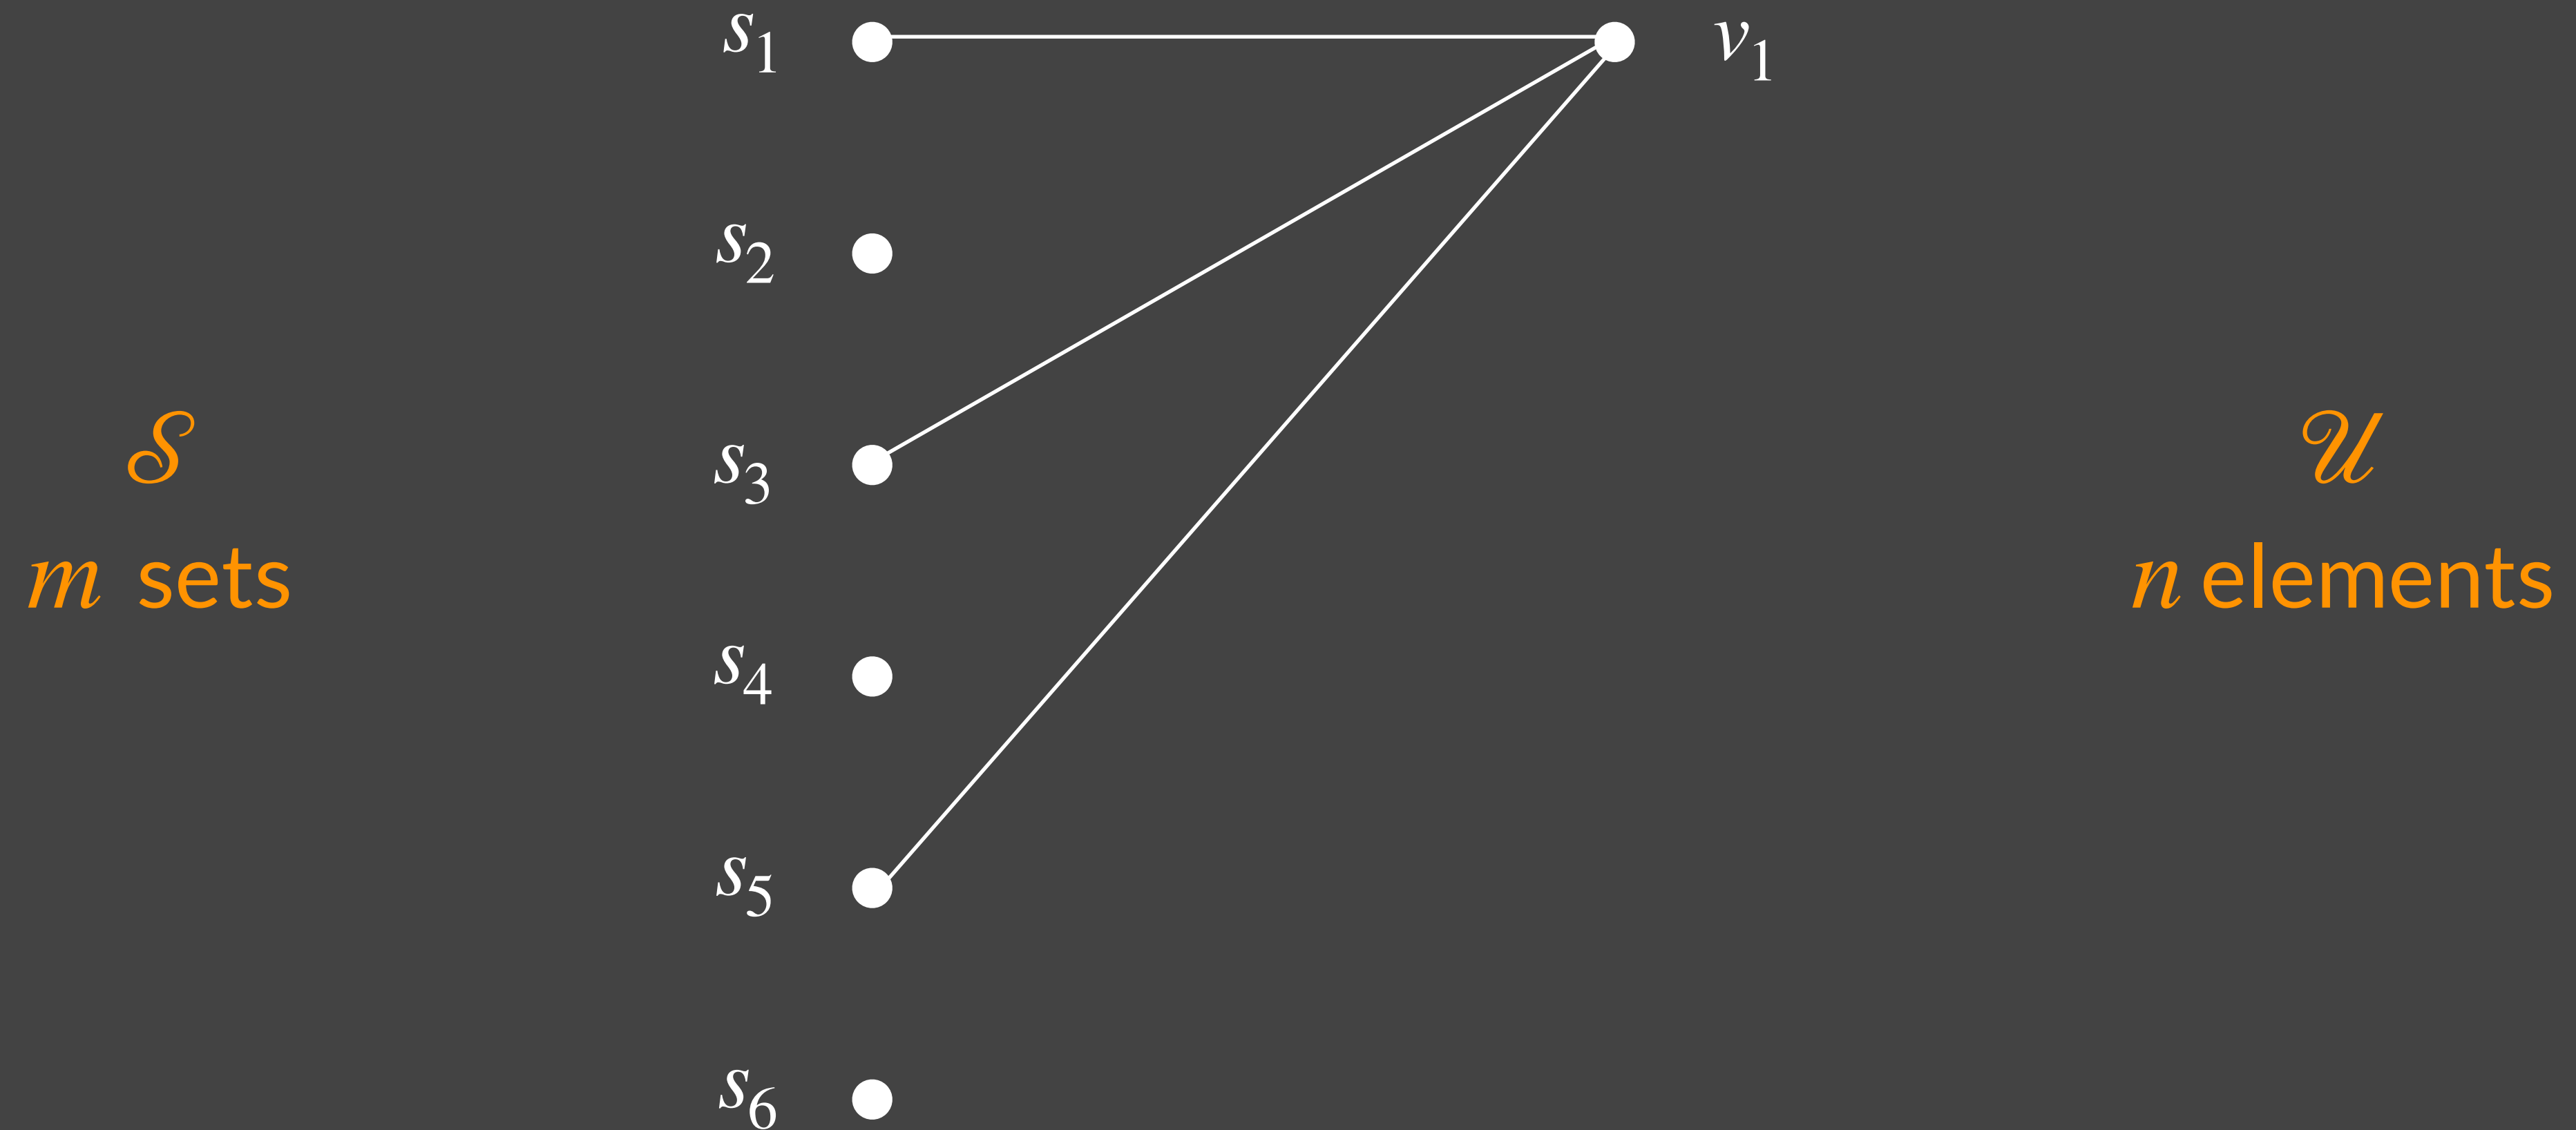 s₁
v₁
s₂
𝒮
m sets
s₃
𝒰
n elements
s₄
s₅
s₆